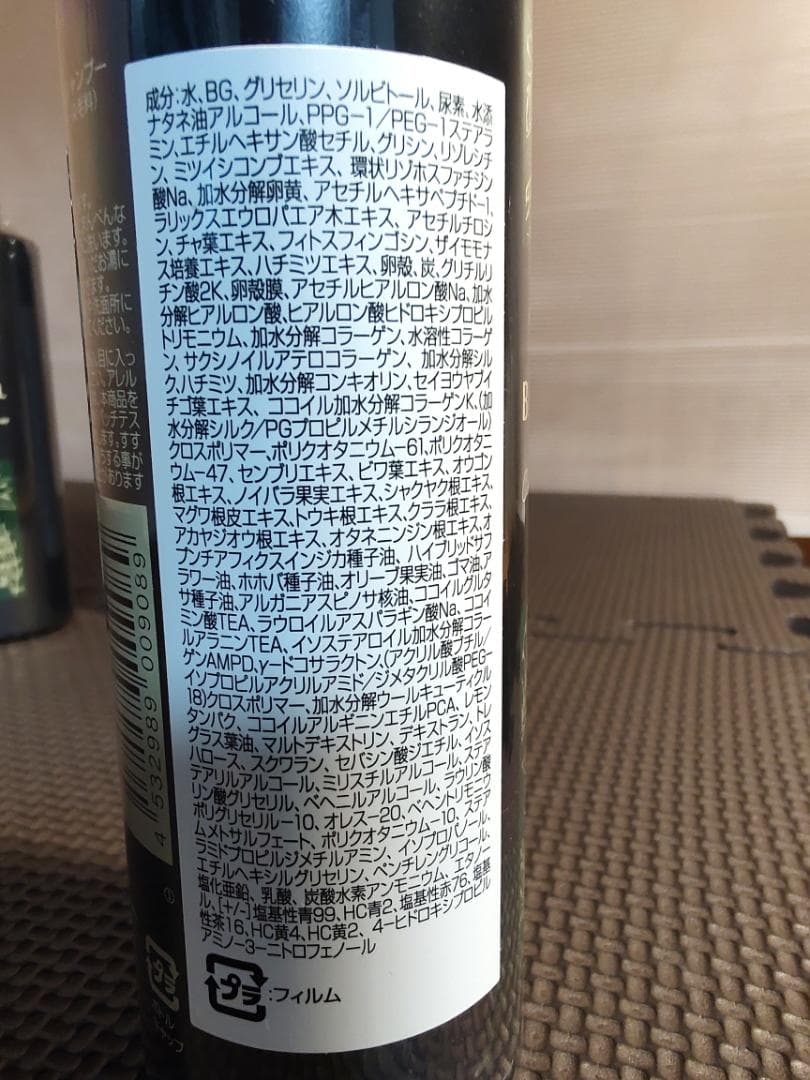 成分:水、BG、グリセリン、ソルビトール、尿素、水添
ナタネ油アルコール、PPG-1/PEG-1ステアラ
ミン、エチルヘキサン酸セチル、グリシン、リゾレシチ
ン、ミツイシコンブエキス、環状リゾホスファチジン
酸Na、加水分解卵黄、アセチルヘキサペプチド-1、
ラリックスエウロパエア木エキス、アセチルチロシ
ン、チャ葉エキス、フィトスフィンゴシン、ザイモモナ
ス培養エキス、ハチミツエキス、卵殻、炭、グリチルリ
チン酸2K、卵殻膜、アセチルヒアルロン酸Na、加水
分解ヒアルロン酸、ヒアルロン酸ヒドロキシプロピル
トリモニウム、加水分解コラーゲン、水溶性コラーゲ
ン、サクシノイルアテロコラーゲン、加水分解シル
ク、ハチミツ、加水分解コンキオリン、セイヨウヤブイ
チゴ葉エキス、ココイル加水分解コラーゲンK、(加
水分解シルク/PGプロピルメチルシランジオール)
クロスポリマー、ポリクオタニウム-61、ポリクオタニ
ウム-47、センブリエキス、ビワ葉エキス、オウゴン
根エキス、ノイバラ果実エキス、シャクヤク根エキス、
マグワ根皮エキス、トウキ根エキス、クララ根エキス、
アカヤジオウ根エキス、オタネニンジン根エキス、オ
プンチアフィクスインジカ種子油、ハイブリッドサフ
ラワー油、ホホバ種子油、オリーブ果実油、ゴマ油、ア
サ種子油、アルガニアスピノサ核油、ココイルグルタ
ミン酸TEA、ラウロイルアスパラギン酸Na、ココイ
ルアラニンTEA、イソステアロイル加水分解コラー
ゲンAMPD、γ-ドコサラクトン、(アクリル酸ブチル/
イソプロピルアクリルアミド/ジメタクリル酸PEG-
18)クロスポリマー、加水分解ウールキューティクル
タンパク、ココイルアルギニンエチルPCA、レモン
グラス葉油、マルトデキストリン、デキストラン、トレ
ハロース、スクワラン、セバシン酸ジエチル、イソス
テアリルアルコール、ミリスチルアルコール、ステア
リン酸グリセリル、ベヘニルアルコール、ラウリン酸
ポリグリセリル-10、オレス-20、ベヘントリモニウ
ムメトサルフェート、ポリクオタニウム-10、ステア
ラミドプロピルジメチルアミン、イソプロパノール、
エチルヘキシルグリセリン、ペンチレングリコール、
塩化亜鉛、乳酸、炭酸水素アンモニウム、エタノー
ル、[+/-]塩基性青99、HC青2、塩基性赤76、塩基
性茶16、HC黄4、HC黄2、4-ヒドロキシプロピル
アミノ-3-ニトロフェノール
プラ:フィルム
4 532989 009089
①
プラ